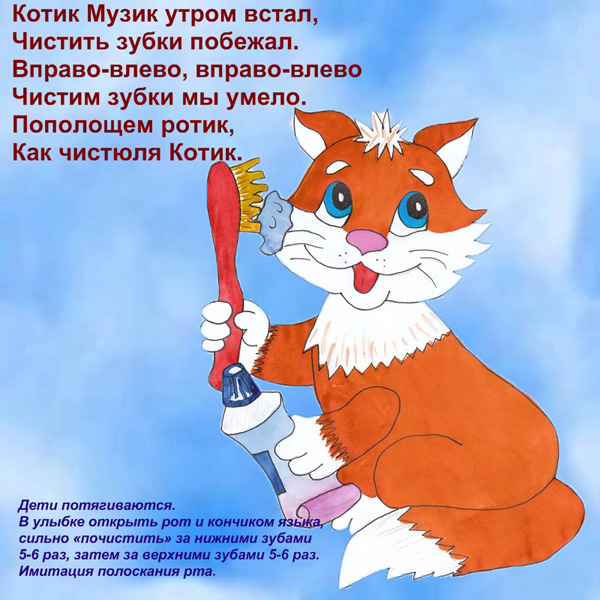 Котик Музик утром встал,
Чистить зубки побежал.
Вправо-влево, вправо-влево
Чистим зубки мы умело.
Пополощем ротик,
Как чистюля Котик.
Дети потягиваются.
В улыбке открыть рот и кончиком языка,
сильно «почистить» за нижними зубами
5-6 раз, затем за верхними зубами 5-6 раз.
Имитация полоскания рта.